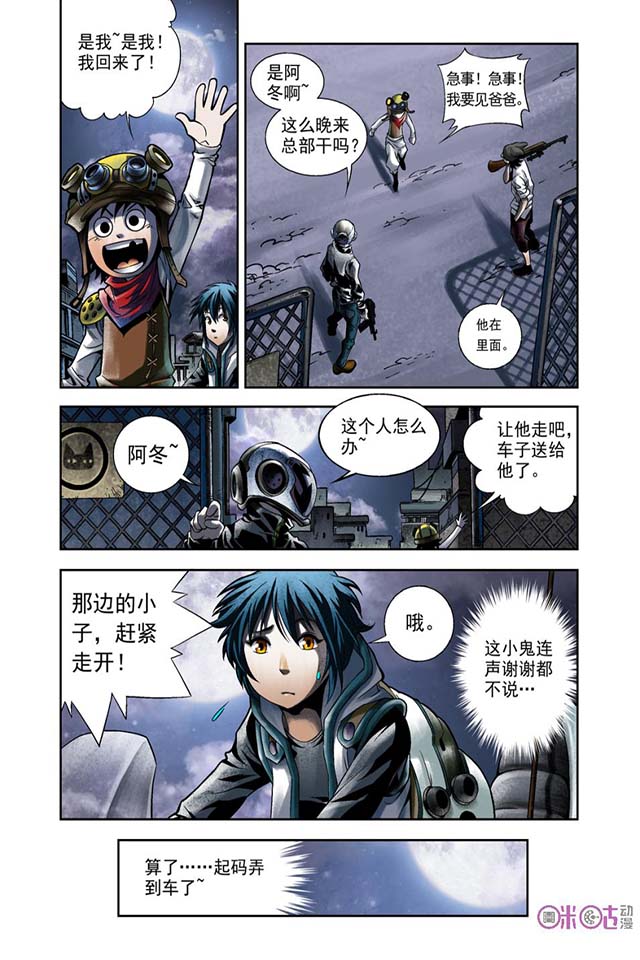 是我~是我!
我回来了!
是阿
冬啊~
这么晚来
总部干吗?
急事!急事!
我要见爸爸。
他在
里面。
阿冬~
这个人怎么
办~
让他走吧,
车子送给
他了。
那边的小
子,赶紧
走开!
哦。
这小鬼连
声谢谢都
不说…
算了……起码弄
到车了~
咪咕动漫